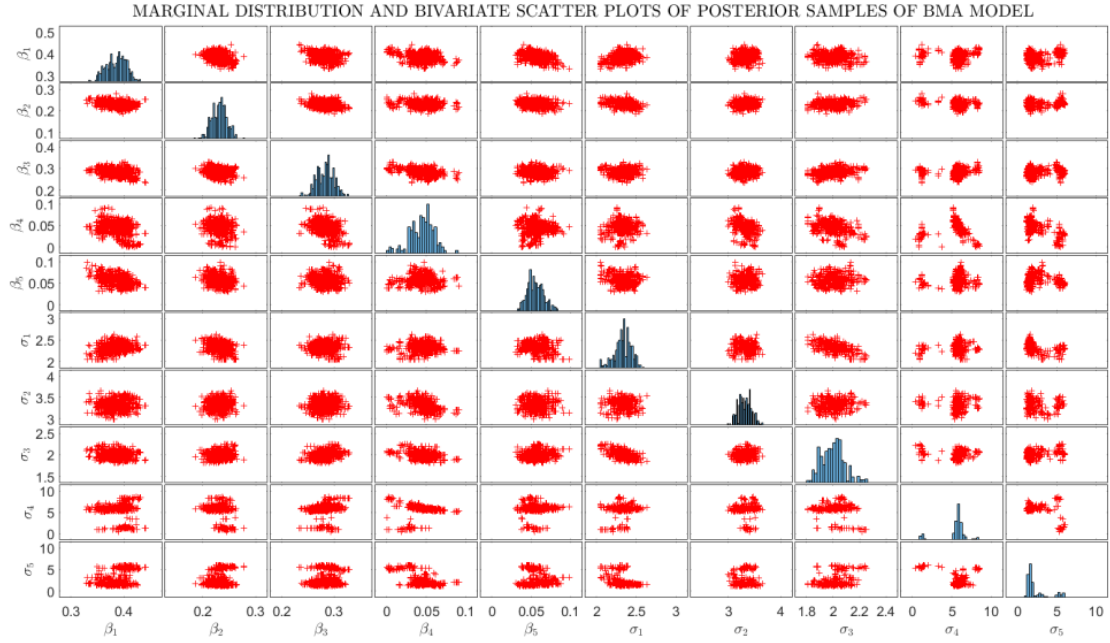 MARGINAL DISTRIBUTION AND BIVARIATE SCATTER PLOTS OF POSTERIOR SAMPLES OF BMA MODEL
β1 0.5 0.4 0.3
β2 0.3 0.2 0.1
β3 0.4 0.3 0.2
β4 0.1 0.05 0
β5 0.1 0.05 0
σ1 3 2.5 2
σ2 4 3.5 3
σ3 2.5 2 1.5
σ4 10 5 0
σ5 10 5 0
0.3 0.4 0.2 0.3 0.2 0.3 0 0.05 0.1 0 0.05 0.1 2 3 3 4 1.8 2 2.2 2.4 0 5 10 0 5 10
β1 β2 β3 β4 β5 σ1 σ2 σ3 σ4 σ5